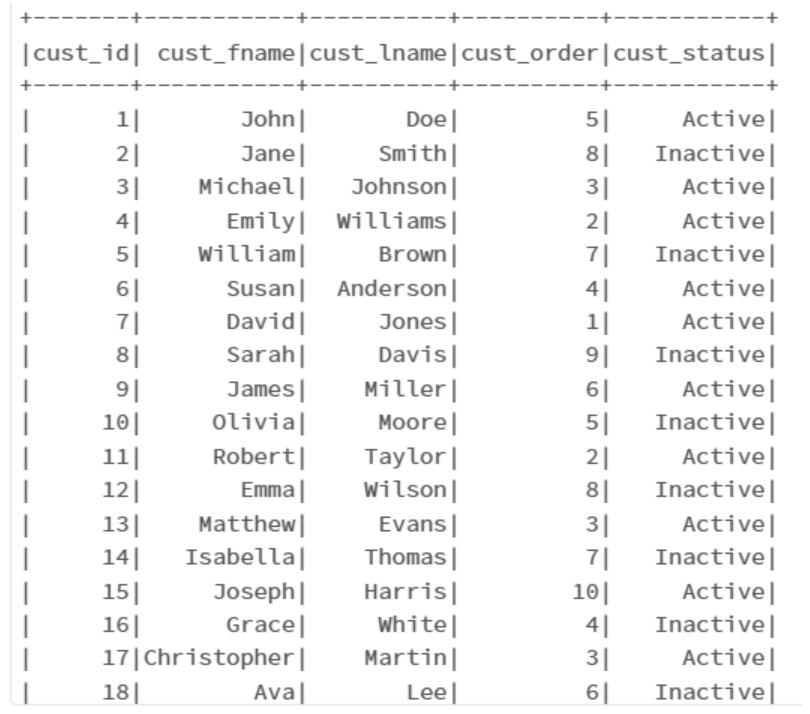 +-------+-----------+----------+----------+-----------+
|cust_id| cust_fname|cust_lname|cust_order|cust_status|
+-------+-----------+----------+----------+-----------+
|      1|       John|       Doe|         5|     Active|
|      2|       Jane|     Smith|         8|   Inactive|
|      3|    Michael|   Johnson|         3|     Active|
|      4|      Emily|  Williams|         2|     Active|
|      5|    William|     Brown|         7|   Inactive|
|      6|      Susan|  Anderson|         4|     Active|
|      7|      David|     Jones|         1|     Active|
|      8|      Sarah|     Davis|         9|   Inactive|
|      9|      James|    Miller|         6|     Active|
|     10|     Olivia|     Moore|         5|   Inactive|
|     11|     Robert|    Taylor|         2|     Active|
|     12|       Emma|    Wilson|         8|   Inactive|
|     13|    Matthew|     Evans|         3|     Active|
|     14|   Isabella|    Thomas|         7|   Inactive|
|     15|     Joseph|    Harris|        10|     Active|
|     16|      Grace|     White|         4|   Inactive|
|     17|Christopher|    Martin|         3|     Active|
|     18|        Ava|       Lee|         6|   Inactive|